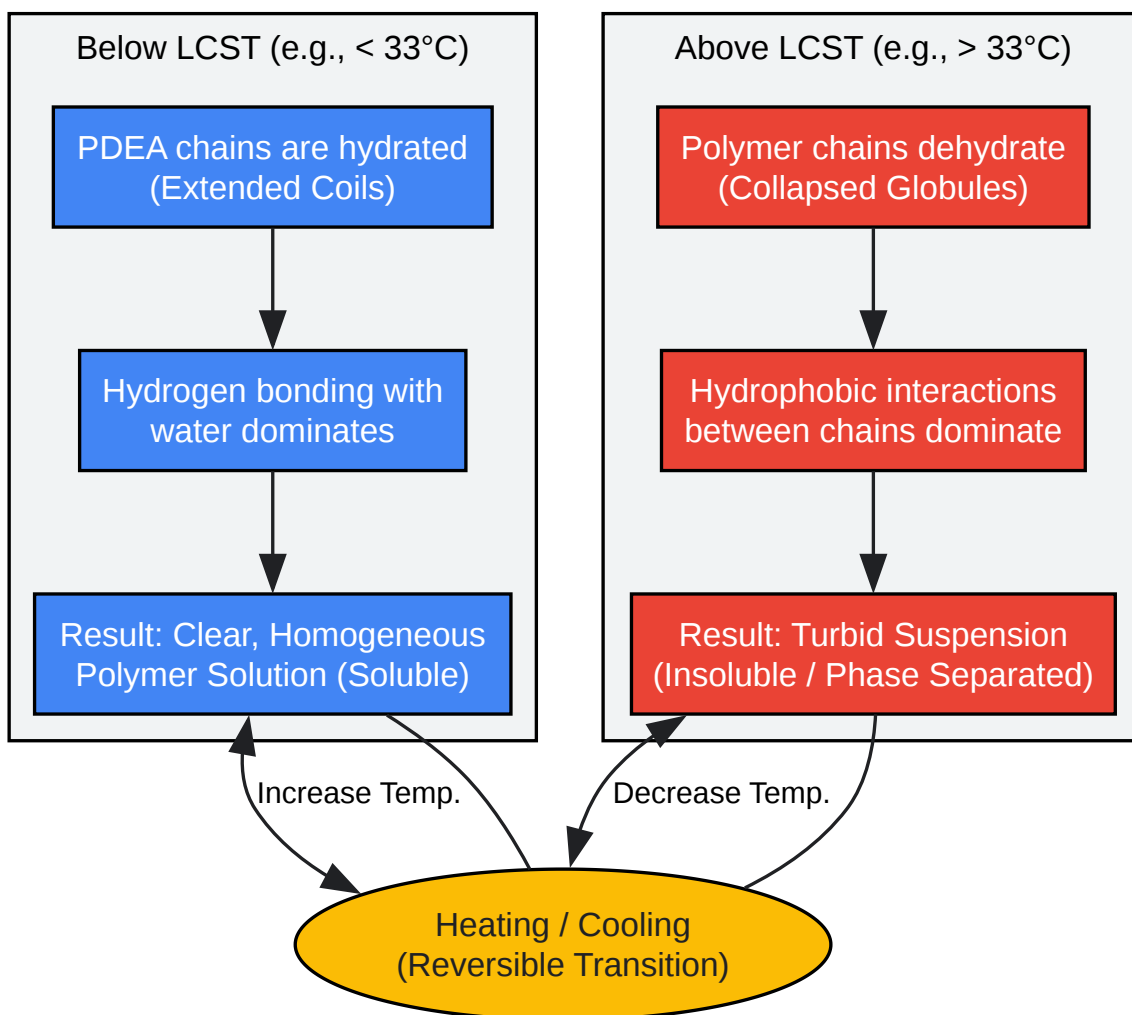 Below LCST (e.g., < 33°C)
PDEA chains are hydrated
(Extended Coils)
Hydrogen bonding with
water dominates
Result: Clear, Homogeneous
Polymer Solution (Soluble)
Above LCST (e.g., > 33°C)
Polymer chains dehydrate
(Collapsed Globules)
Hydrophobic interactions
between chains dominate
Result: Turbid Suspension
(Insoluble / Phase Separated)
Increase Temp.
Decrease Temp.
Heating / Cooling
(Reversible Transition)